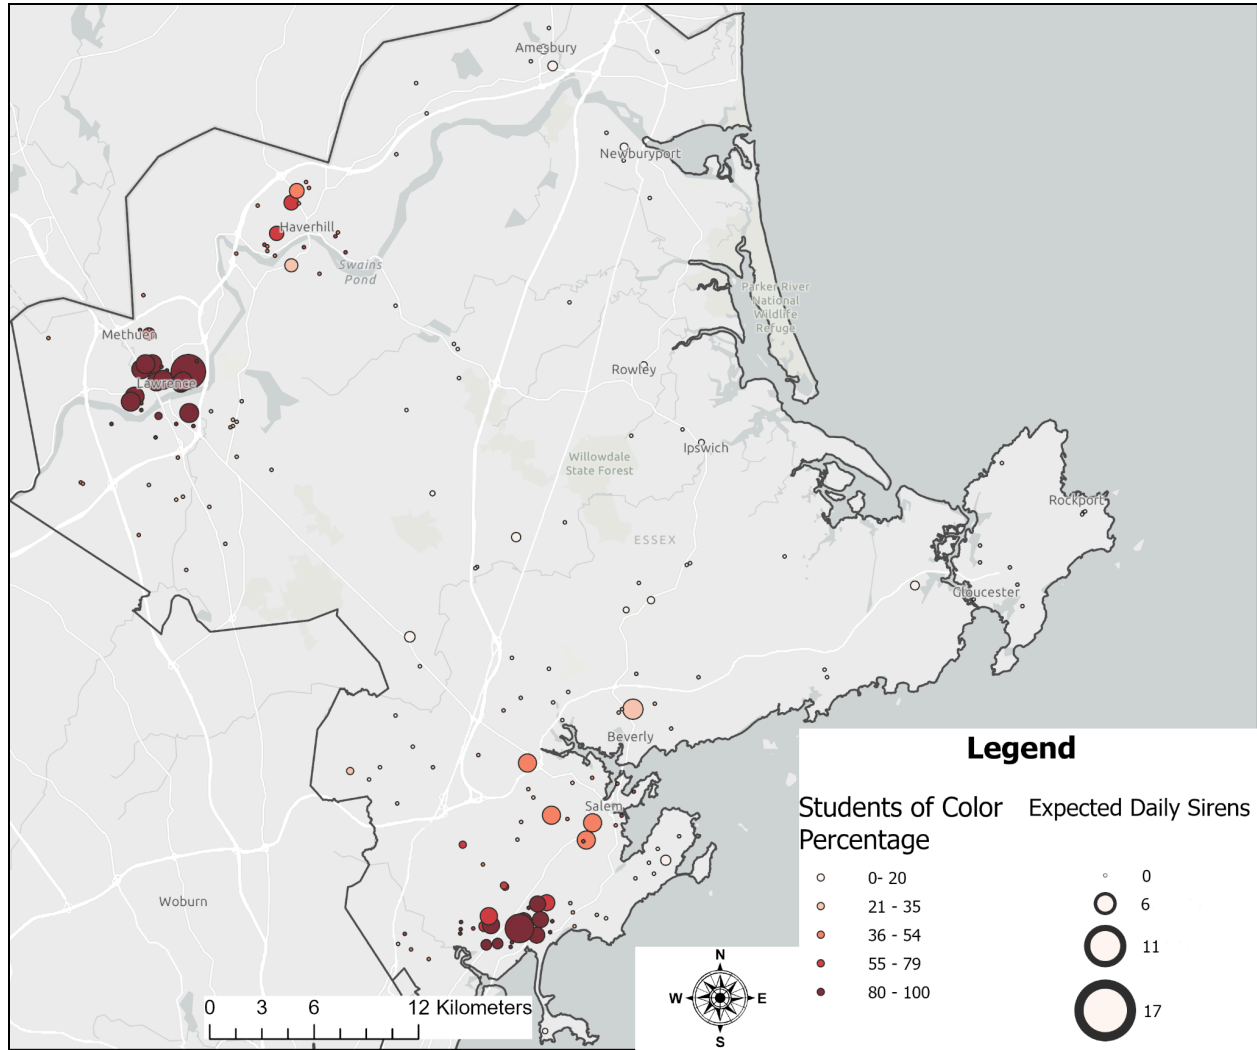 Amesbury
Newburyport
Haverhill
Swains
Pond
Parker River
National
Wildlife
Refuge
Methuen
Rowley
Lawrence
Ipswich
Willowdale
State Forest
Rockport
ESSEX
Gloucester
Beverly
Salem
Woburn
Legend
Students of Color
Percentage
0- 20
21 - 35
36 - 54
55 - 79
80 - 100
Expected Daily Sirens
0
6
11
17
N
W
E
S
0 3 6 12 Kilometers